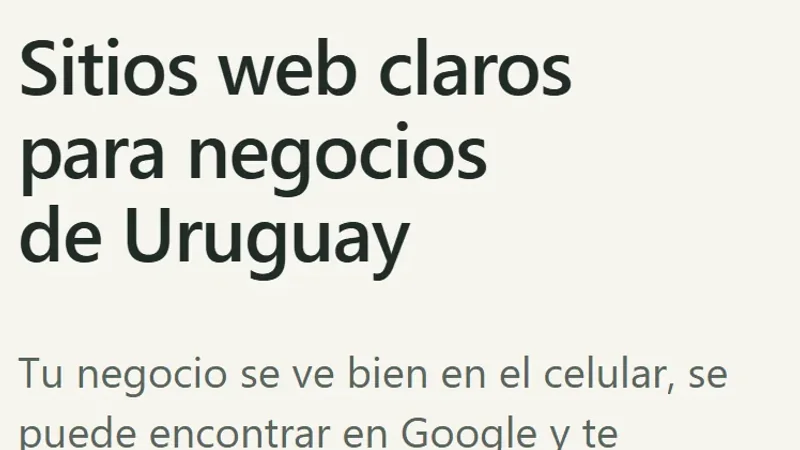 Sitios web claros
para negocios
de Uruguay
Tu negocio se ve bien en el celular, se
puede encontrar en Google y te